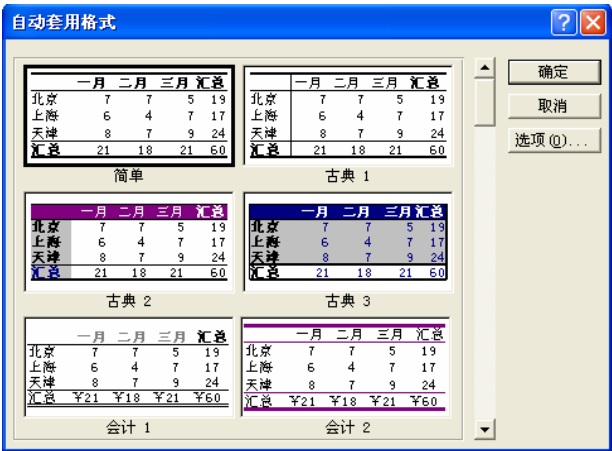 自动套用格式
一月 二月 三月 汇总
北京 7 7 5 19
上海 6 4 7 17
天津 8 7 9 24
汇总 21 18 21 60
简单
一月 二月 三月 汇总
北京 7 7 5 19
上海 6 4 7 17
天津 8 7 9 24
汇总 21 18 21 60
古典 1
确定
取消
选项(O)...
一月 二月 三月 汇总
北京 7 7 5 19
上海 6 4 7 17
天津 8 7 9 24
汇总 21 18 21 60
古典 2
一月 二月 三月 汇总
北京 7 7 5 19
上海 6 4 7 17
天津 8 7 9 24
汇总 21 18 21 60
古典 3
一月 二月 三月 汇总
北京 7 7 5 19
上海 6 4 7 17
天津 8 7 9 24
汇总 ¥21 ¥18 ¥21 ¥60
会计 1
一月 二月 三月 汇总
北京 7 7 5 19
上海 6 4 7 17
天津 8 7 9 24
汇总 ¥21 ¥18 ¥21 ¥60
会计 2